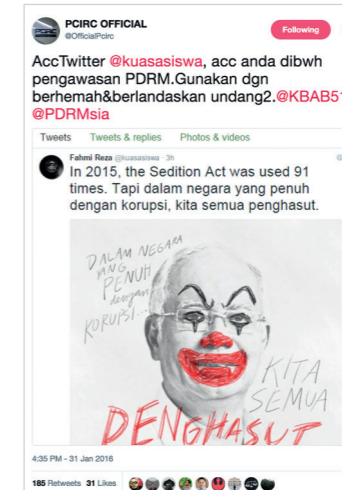 PCIRC OFFICIAL
@OfficialPcirc
Following
AccTwitter @kuasasiswa, acc anda dibwh
pengawasan PDRM.Gunakan dgn
berhemah&berlandaskan undang2.@KBAB51
@PDRMsia
Tweets Tweets & replies Photos & videos
Fahmi Reza @kuasasiswa · 3h
In 2015, the Sedition Act was used 91
times. Tapi dalam negara yang penuh
dengan korupsi, kita semua penghasut.
DALAM NEGARA
YANG
PENUH
dengan
KORUPSI...
KITA
SEMUA
PENGHASUT
4:35 PM - 31 Jan 2016
185 Retweets 31 Likes